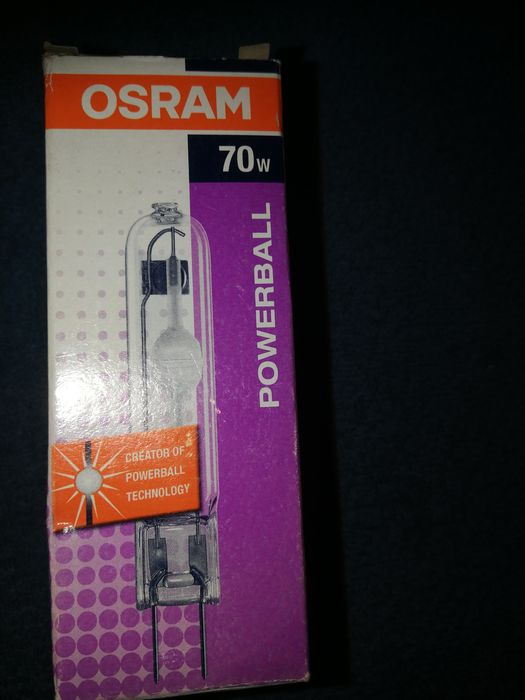 OSRAM
70W
POWERBALL
CREATOR OF
POWERBALL
TECHNOLOGY